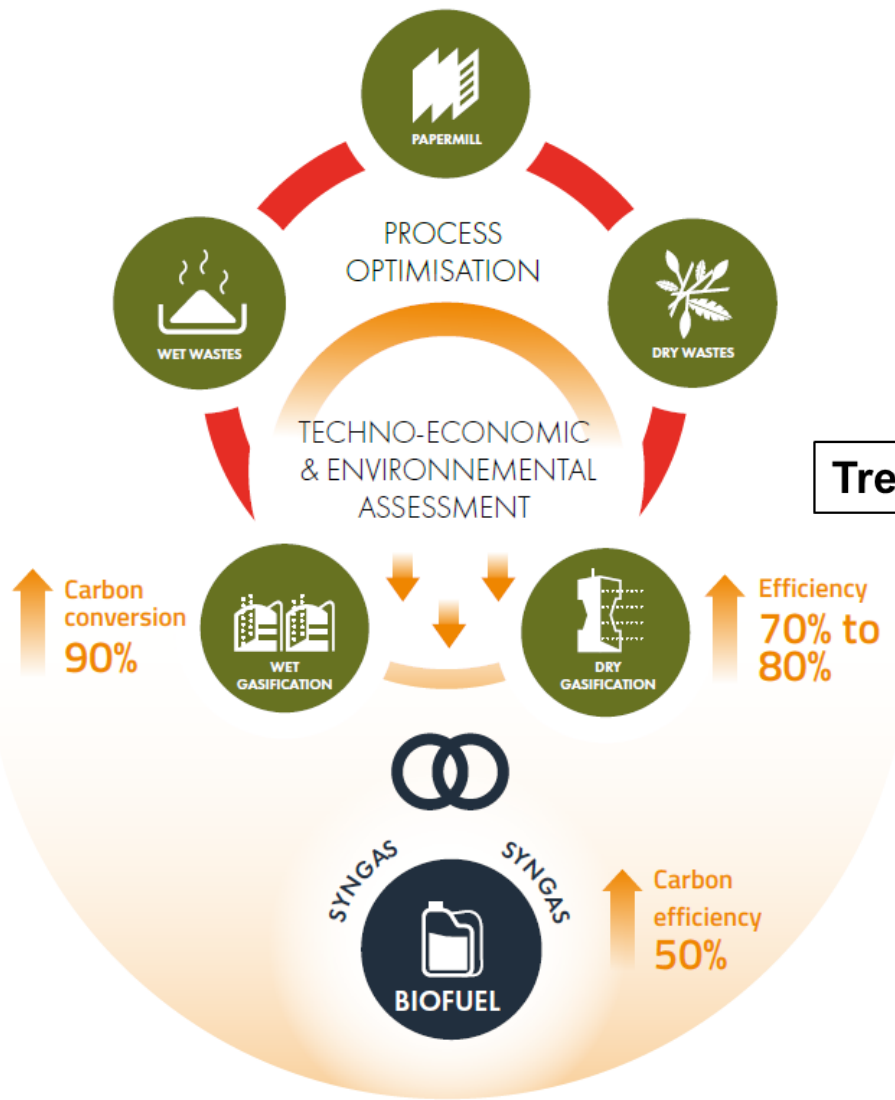 PAPERMILL
PROCESS
OPTIMISATION
WET WASTES
DRY WASTES
TECHNO-ECONOMIC
& ENVIRONNEMENTAL
ASSESSMENT
Tre
Carbon
conversion
90%
WET
GASIFICATION
DRY
GASIFICATION
Efficiency
70% to
80%
SYNGAS
SYNGAS
BIOFUEL
Carbon
efficiency
50%